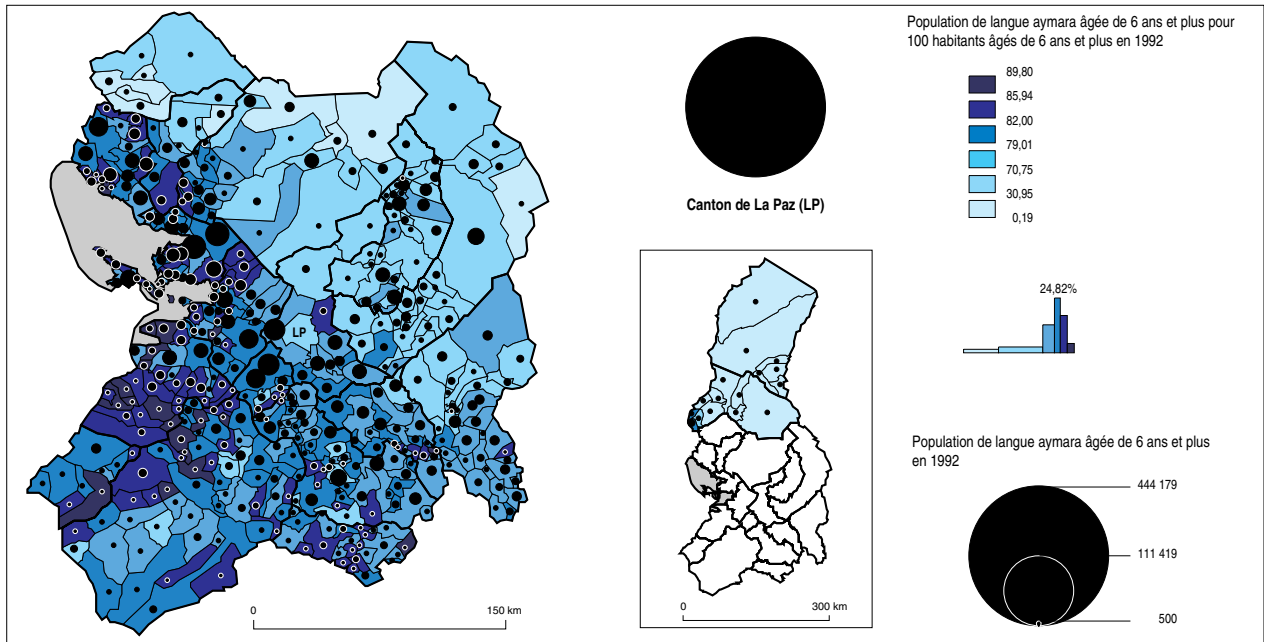 Population de langue aymara âgée de 6 ans et plus pour
100 habitants âgés de 6 ans et plus en 1992
89,80
85,94
82,00
79,01
70,75
30,95
0,19
Canton de La Paz (LP)
LP
24,82%
Population de langue aymara âgée de 6 ans et plus
en 1992
444 179
111 419
500
0
150 km
0
300 km